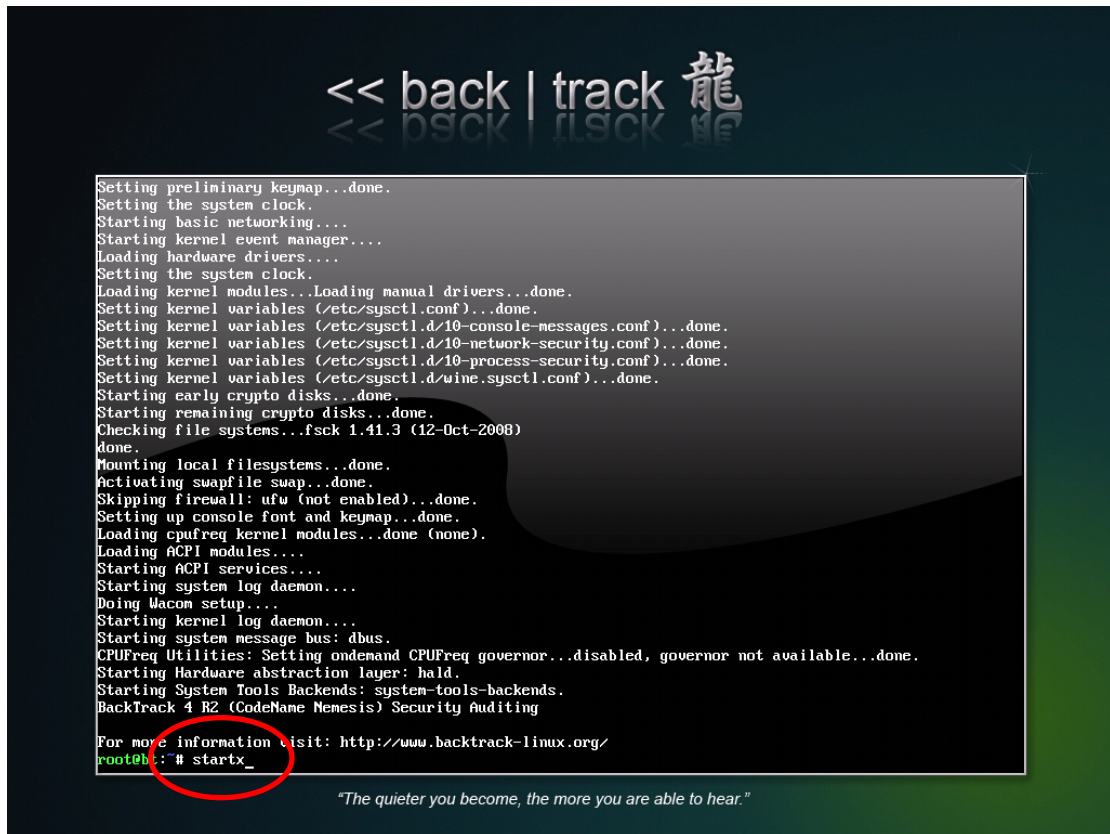 << back | track 龍
Setting preliminary keymap...done.
Setting the system clock.
Starting basic networking....
Starting kernel event manager....
Loading hardware drivers....
Setting the system clock.
Loading kernel modules...Loading manual drivers...done.
Setting kernel variables (/etc/sysctl.conf)...done.
Setting kernel variables (/etc/sysctl.d/10-console-messages.conf)...done.
Setting kernel variables (/etc/sysctl.d/10-network-security.conf)...done.
Setting kernel variables (/etc/sysctl.d/10-process-security.conf)...done.
Setting kernel variables (/etc/sysctl.d/wine.sysctl.conf)...done.
Starting early crypto disks...done.
Starting remaining crypto disks...done.
Checking file systems...fsck 1.41.3 (12-Oct-2008)
done.
Mounting local filesystems...done.
Activating swapfile swap...done.
Skipping firewall: ufw (not enabled)...done.
Setting up console font and keymap...done.
Loading cpufreq kernel modules...done (none).
Loading ACPI modules....
Starting ACPI services....
Starting system log daemon....
Doing Wacom setup....
Starting kernel log daemon....
Starting system message bus: dbus.
CPUFreq Utilities: Setting ondemand CPUFreq governor...disabled, governor not available...done.
Starting Hardware abstraction layer: hald.
Starting System Tools Backends: system-tools-backends.
BackTrack 4 R2 (CodeName Nemesis) Security Auditing
For more information visit: http://www.backtrack-linux.org/
root@bt:~# startx_
“The quieter you become, the more you are able to hear.”